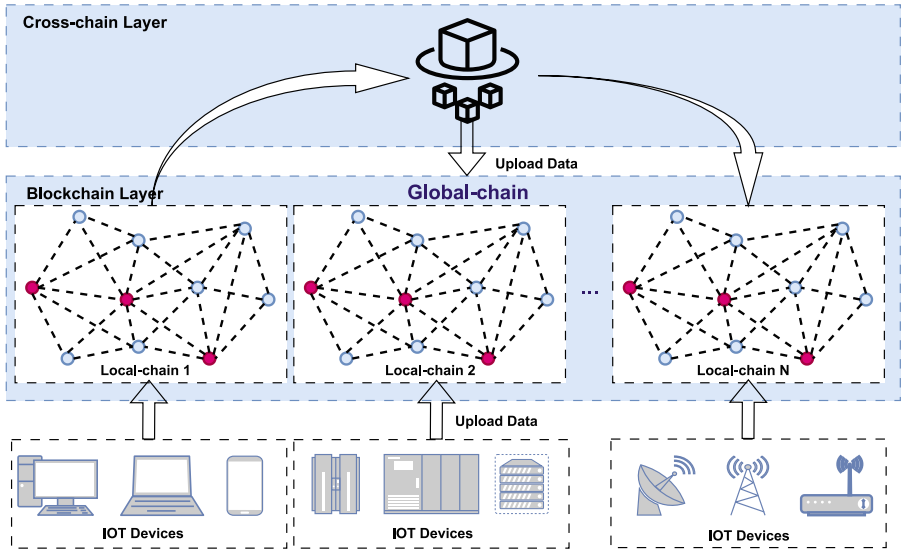 Cross-chain Layer
Upload Data
Blockchain Layer
Global-chain
...
Local-chain 1
Local-chain 2
Local-chain N
Upload Data
IOT Devices
IOT Devices
IOT Devices